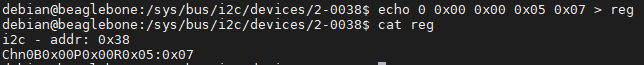 debian@beaglebone:/sys/bus/i2c/devices/2-0038$ echo 0 0x00 0x00 0x05 0x07 > reg
debian@beaglebone:/sys/bus/i2c/devices/2-0038$ cat reg
i2c - addr: 0x38
Chn0B0x00P0x00R0x05:0x07